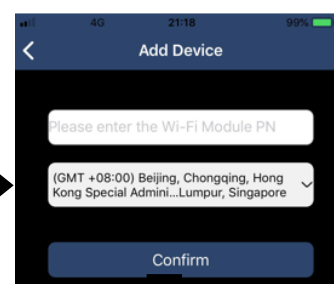 4G 21:18 99%
Add Device
Please enter the Wi-Fi Module PN
(GMT +08:00) Beijing, Chongqing, Hong
Kong Special Admini...Lumpur, Singapore
Confirm